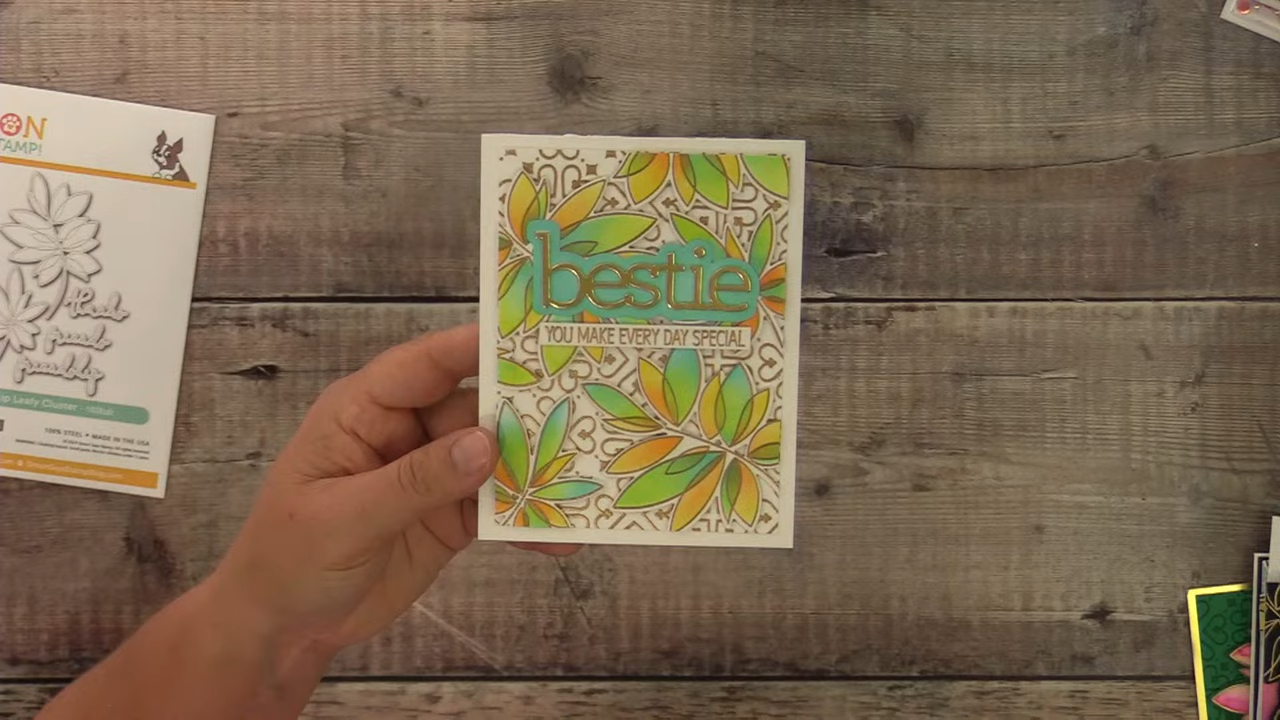 ON
TAMP!
thanks
friends
friendship
ip Leafy Cluster
100% STEEL • MADE IN THE USA
bestie
YOU MAKE EVERY DAY SPECIAL